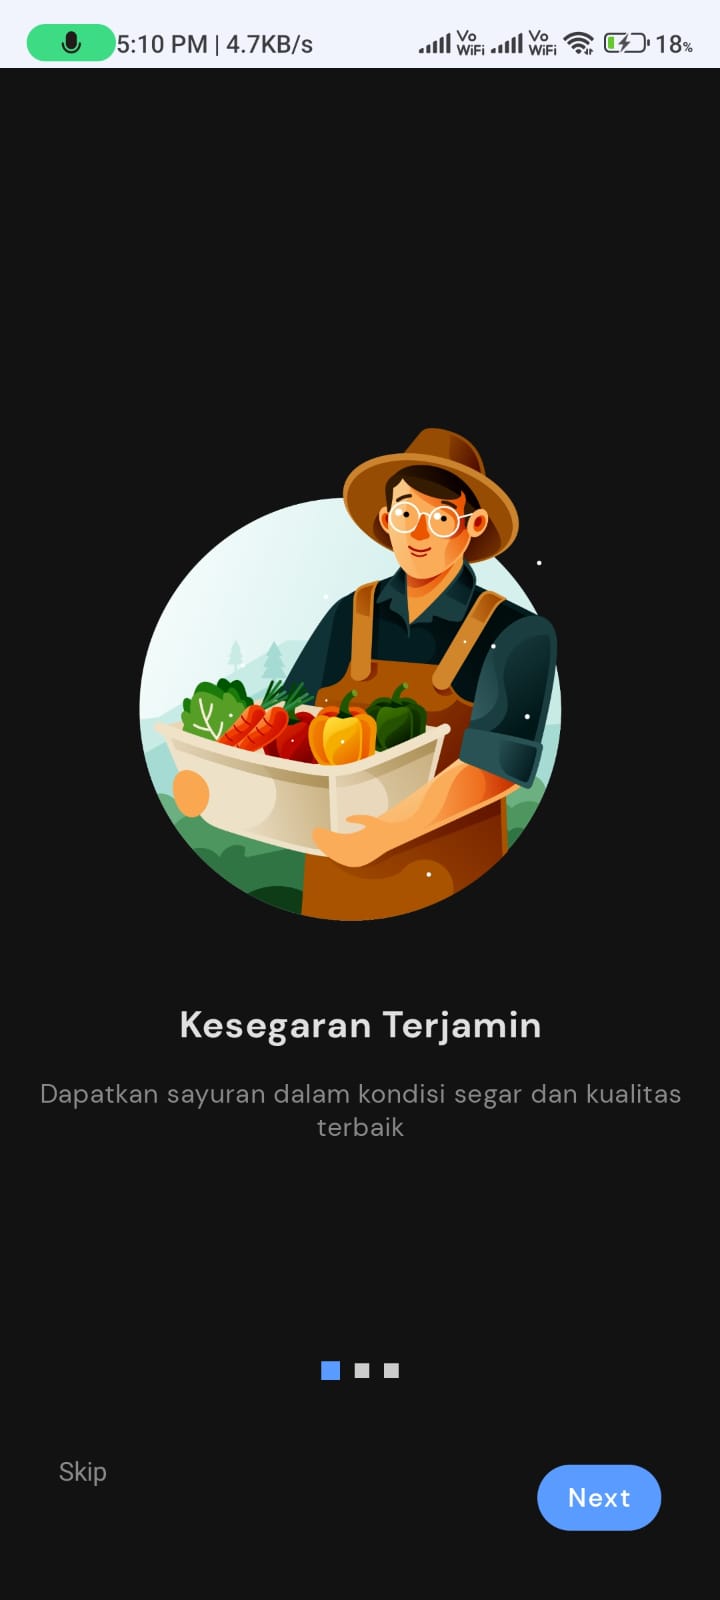 5:10 PM | 4.7KB/s Vo WiFi Vo WiFi 18%
Kesegaran Terjamin
Dapatkan sayuran dalam kondisi segar dan kualitas
terbaik
Skip
Next